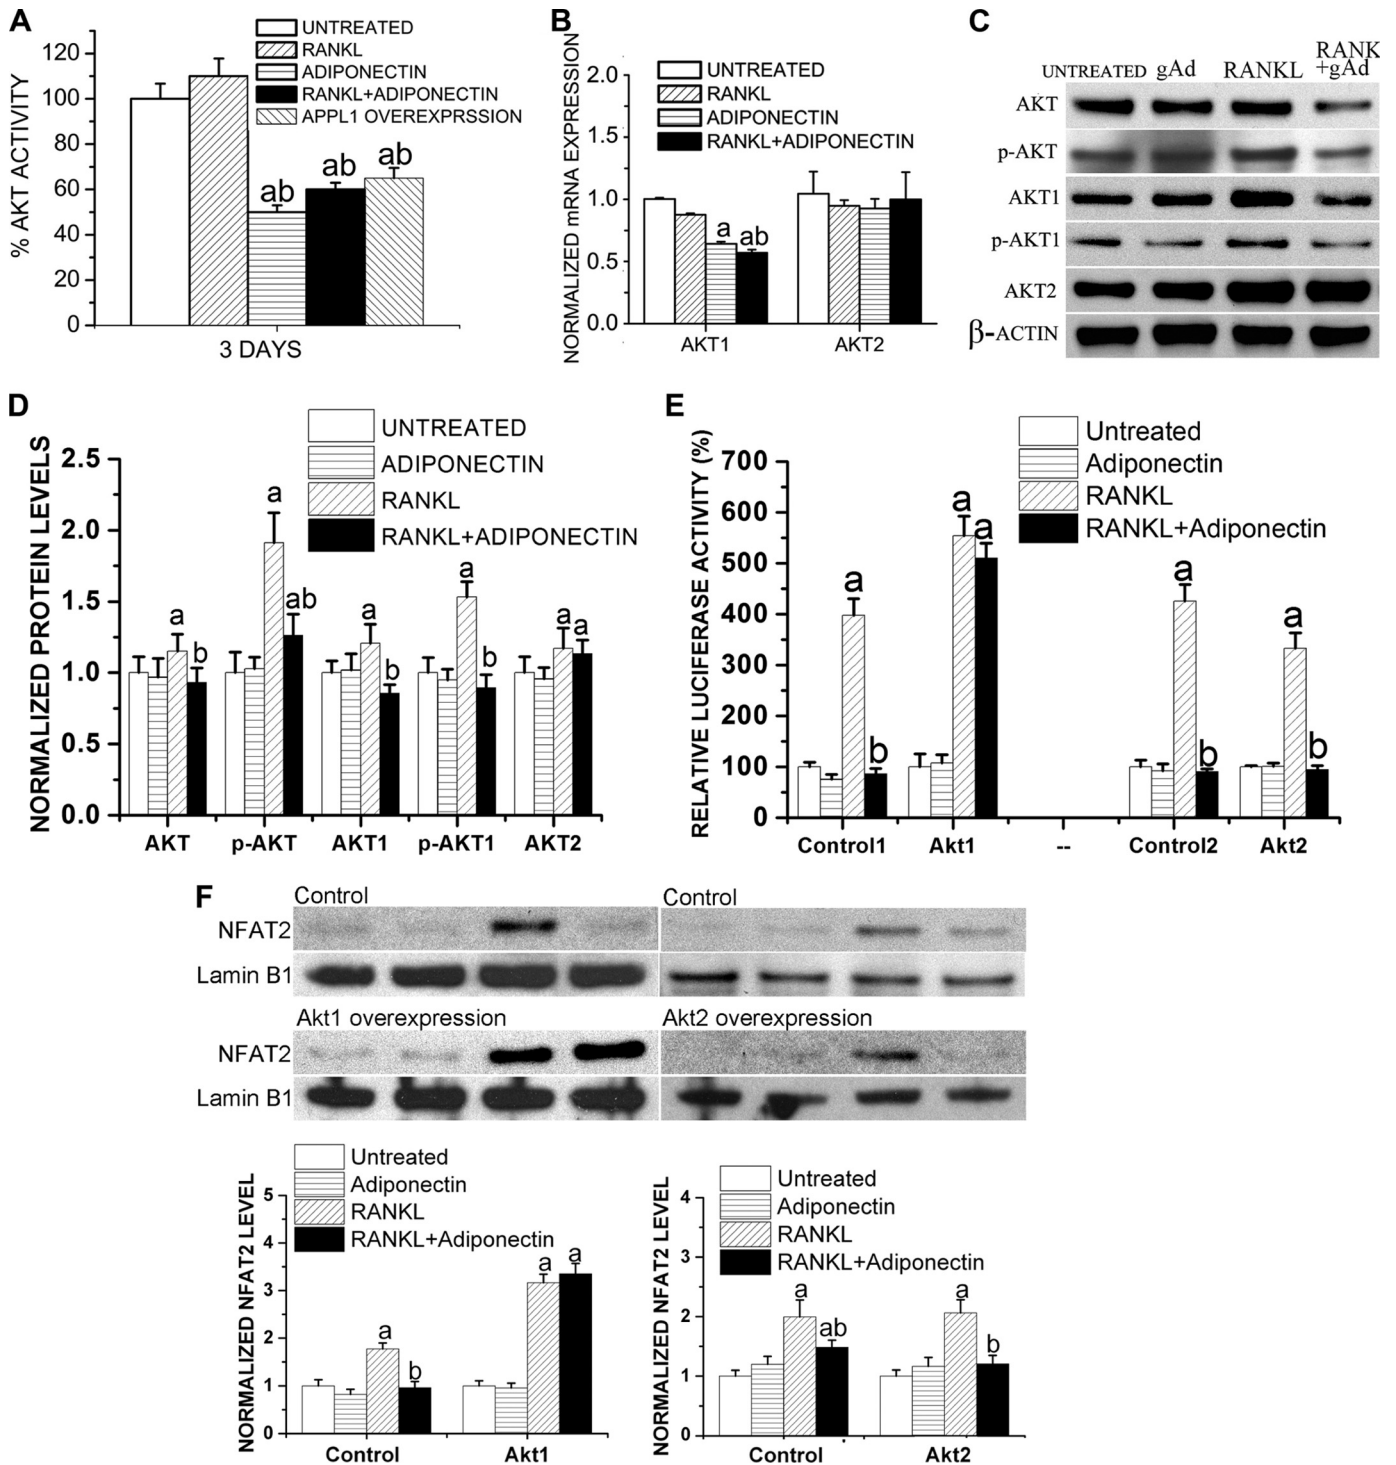 A
UNTREATED
RANKL
ADIPONECTIN
RANKL+ADIPONECTIN
APPL1 OVEREXPRSSION
% AKT ACTIVITY
120
100
80
60
40
20
0
ab
ab
ab
3 DAYS
B
UNTREATED
RANKL
ADIPONECTIN
RANKL+ADIPONECTIN
NORMALIZED mRNA EXPRESSION
2.0
1.5
1.0
0.5
0.0
a
ab
AKT1
AKT2
C
UNTREATED gAd RANKL RANK
+gAd
AKT
p-AKT
AKT1
p-AKT1
AKT2
β-ACTIN
D
UNTREATED
ADIPONECTIN
RANKL
RANKL+ADIPONECTIN
NORMALIZED PROTEIN LEVELS
2.5
2.0
1.5
1.0
0.5
0.0
a
b
a
ab
a
b
a
b
a
a
AKT
p-AKT
AKT1
p-AKT1
AKT2
E
Untreated
Adiponectin
RANKL
RANKL+Adiponectin
RELATIVE LUCIFERASE ACTIVITY (%)
700
600
500
400
300
200
100
0
a
b
a
a
a
b
a
b
Control1
Akt1
--
Control2
Akt2
F
Control
Control
NFAT2
Lamin B1
Akt1 overexpression
Akt2 overexpression
NFAT2
Lamin B1
Untreated
Adiponectin
RANKL
RANKL+Adiponectin
NORMALIZED NFAT2 LEVEL
5
4
3
2
1
0
a
b
a
a
Control
Akt1
Untreated
Adiponectin
RANKL
RANKL+Adiponectin
NORMALIZED NFAT2 LEVEL
4
3
2
1
0
a
ab
a
b
Control
Akt2